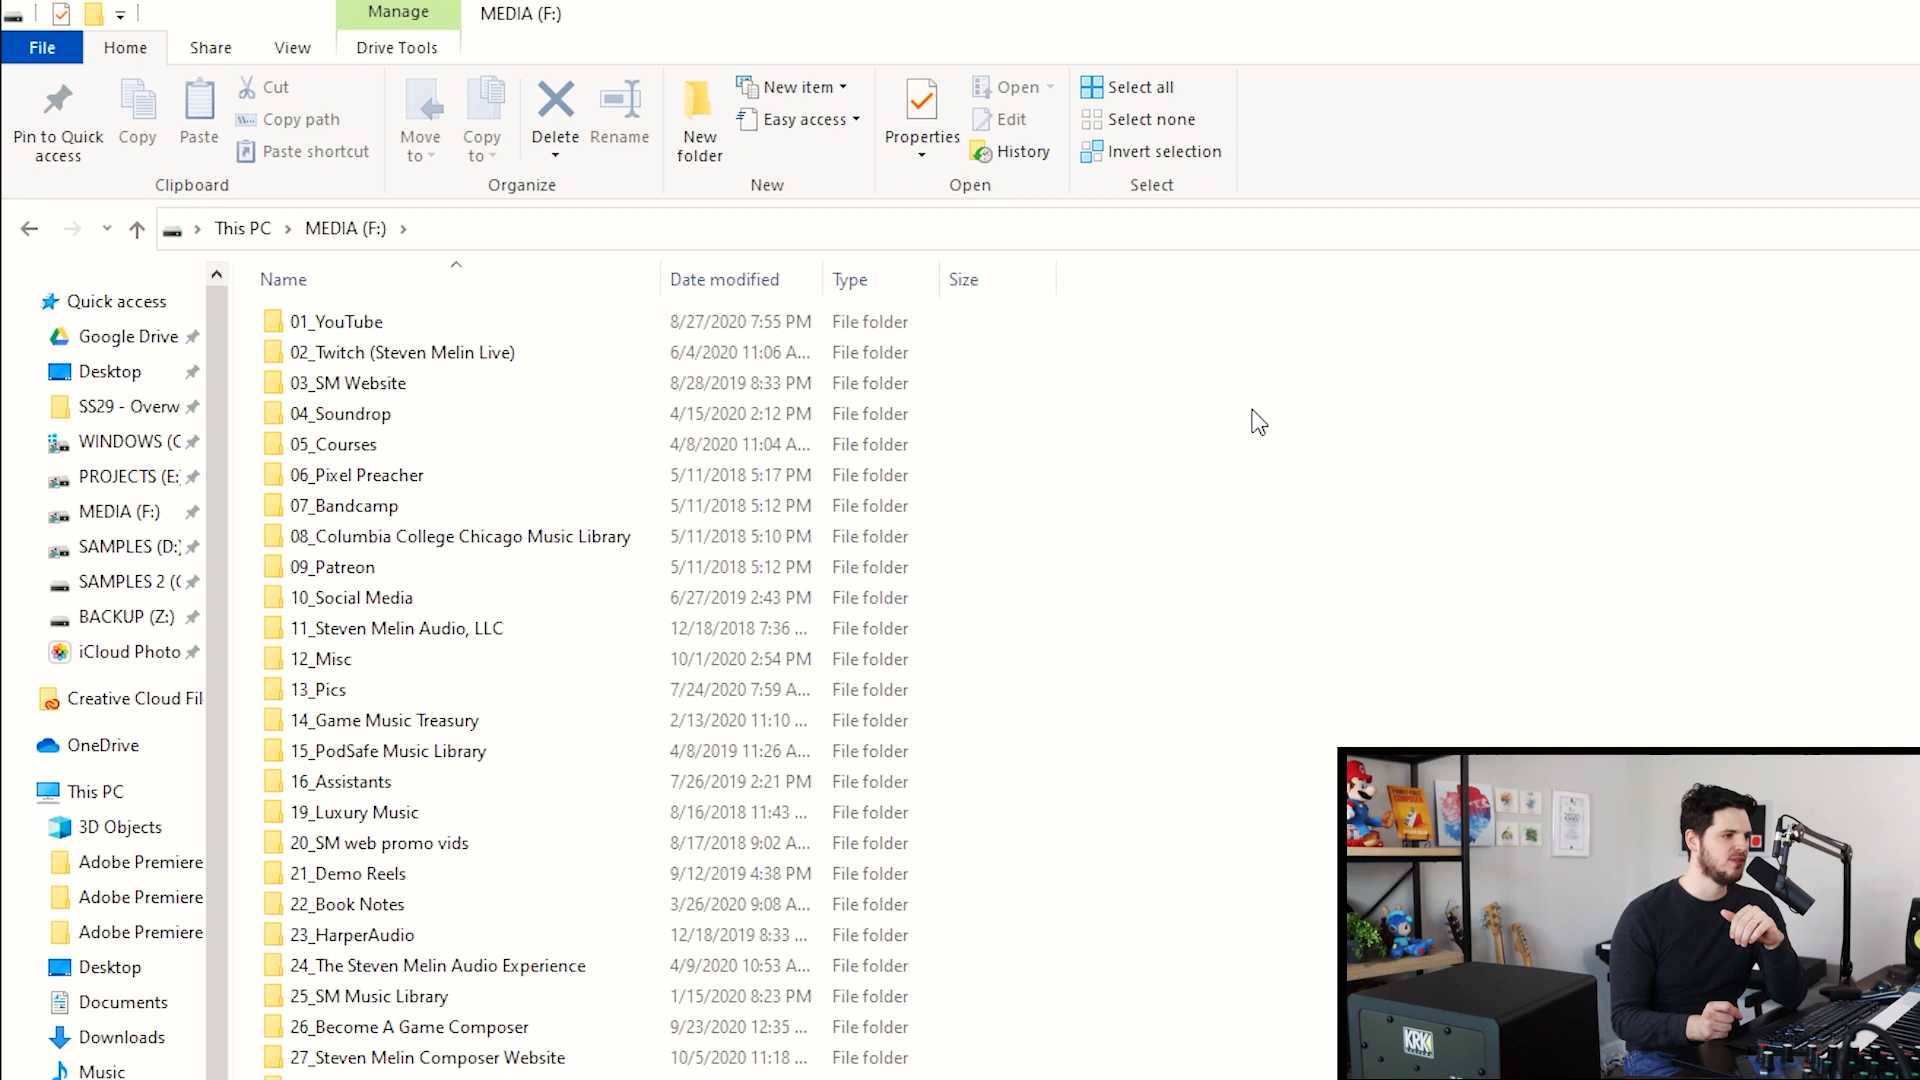 Manage
MEDIA (F:)
File
Home
Share
View
Drive Tools
Pin to Quick access
Copy
Paste
Cut
Copy path
Paste shortcut
Clipboard
Move to
Copy to
Delete
Rename
Organize
New folder
New item
Easy access
New
Properties
Open
Edit
History
Open
Select all
Select none
Invert selection
Select
This PC > MEDIA (F:) >
Name
Date modified
Type
Size
Quick access
Google Drive
Desktop
SS29 - Overw
WINDOWS (C
PROJECTS (E:
MEDIA (F:)
SAMPLES (D:
SAMPLES 2 (
BACKUP (Z:)
iCloud Photo
Creative Cloud Fil
OneDrive
This PC
3D Objects
Adobe Premiere
Adobe Premiere
Adobe Premiere
Desktop
Documents
Downloads
Music
01_YouTube 8/27/2020 7:55 PM File folder
02_Twitch (Steven Melin Live) 6/4/2020 11:06 A... File folder
03_SM Website 8/28/2019 8:33 PM File folder
04_Soundrop 4/15/2020 2:12 PM File folder
05_Courses 4/8/2020 11:04 A... File folder
06_Pixel Preacher 5/11/2018 5:17 PM File folder
07_Bandcamp 5/11/2018 5:12 PM File folder
08_Columbia College Chicago Music Library 5/11/2018 5:10 PM File folder
09_Patreon 5/11/2018 5:12 PM File folder
10_Social Media 6/27/2019 2:43 PM File folder
11_Steven Melin Audio, LLC 12/18/2018 7:36 ... File folder
12_Misc 10/1/2020 2:54 PM File folder
13_Pics 7/24/2020 7:59 A... File folder
14_Game Music Treasury 2/13/2020 11:10 ... File folder
15_PodSafe Music Library 4/8/2019 11:26 A... File folder
16_Assistants 7/26/2019 2:21 PM File folder
19_Luxury Music 8/16/2018 11:43 ... File folder
20_SM web promo vids 8/17/2018 9:02 A... File folder
21_Demo Reels 9/12/2019 4:38 PM File folder
22_Book Notes 3/26/2020 9:08 A... File folder
23_HarperAudio 12/18/2019 8:33 ... File folder
24_The Steven Melin Audio Experience 4/9/2020 10:53 A... File folder
25_SM Music Library 1/15/2020 8:23 PM File folder
26_Become A Game Composer 9/23/2020 12:35 ... File folder
27_Steven Melin Composer Website 10/5/2020 11:18 ... File folder
FAMILY-FIRST
COMPOSER
2020
KRK